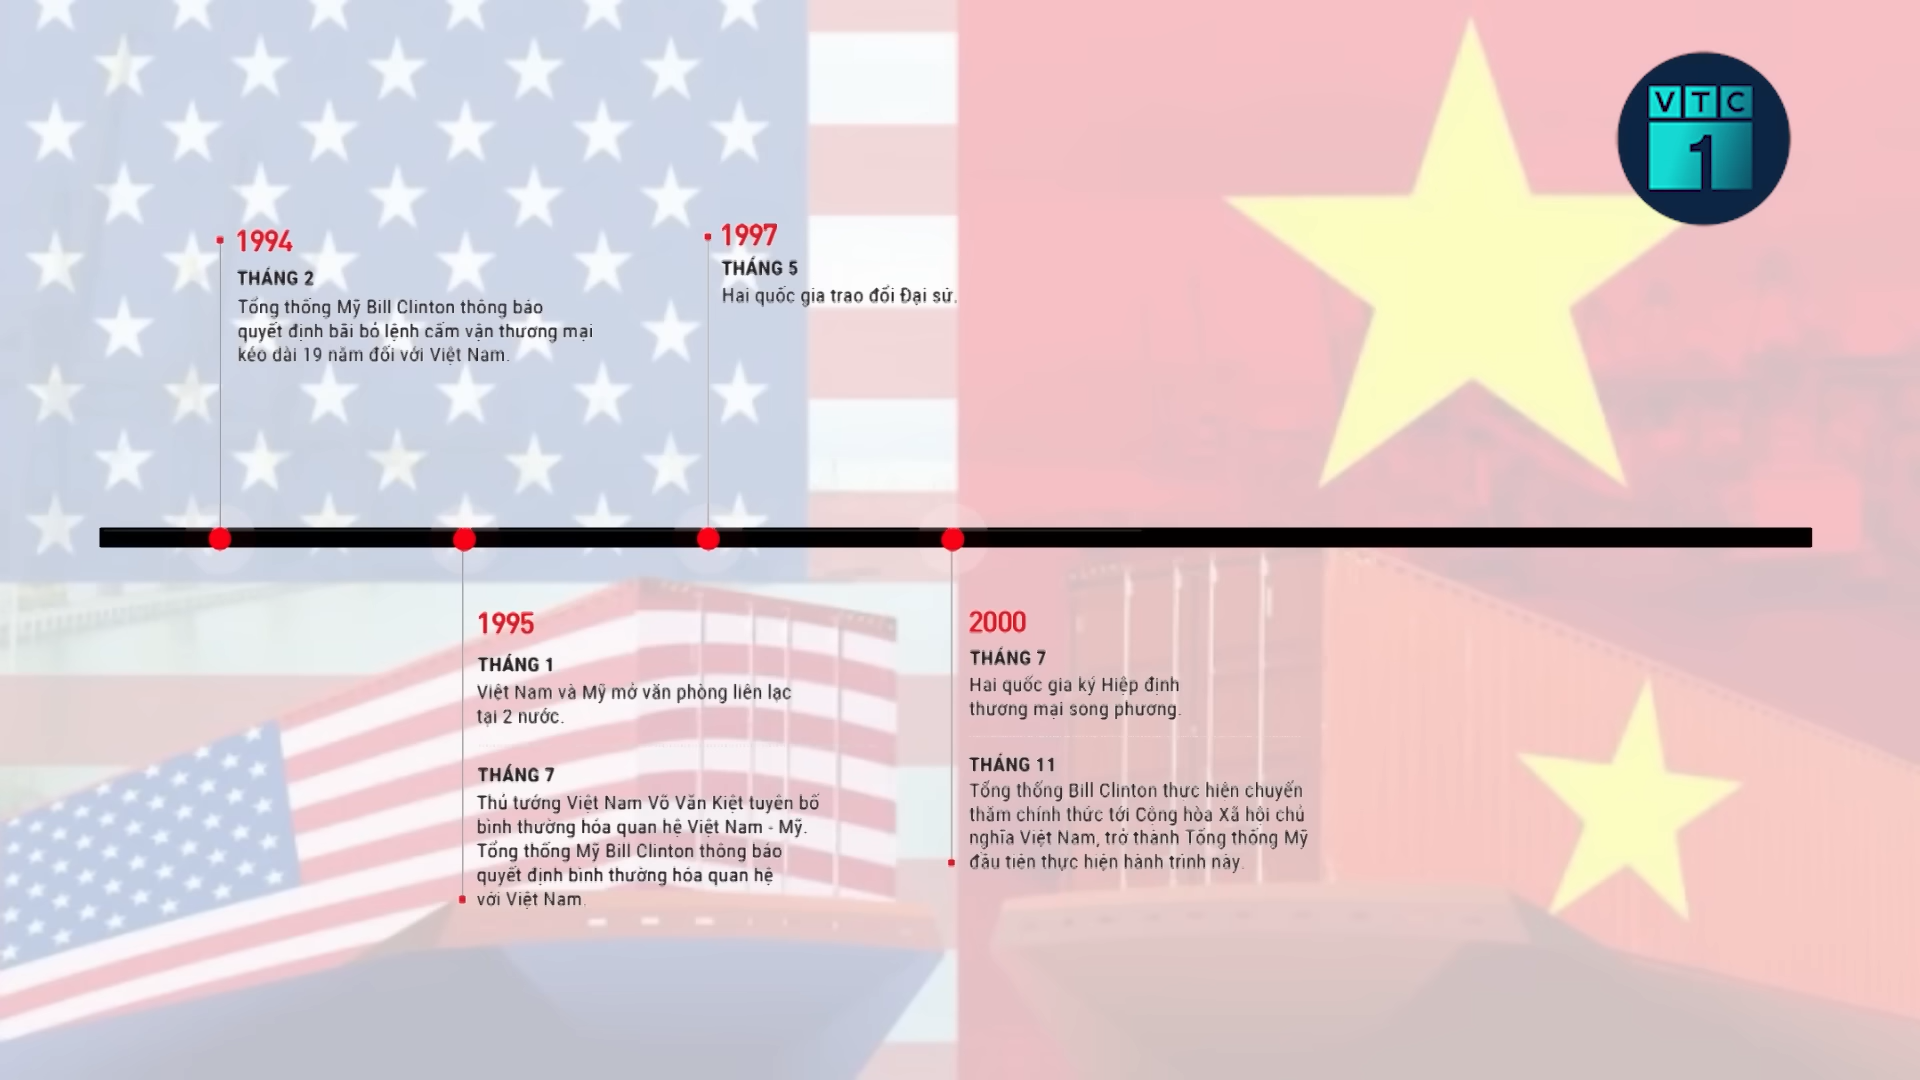 VTC
1
1994
THÁNG 2
Tổng thống Mỹ Bill Clinton thông báo
quyết định bãi bỏ lệnh cấm vận thương mại
kéo dài 19 năm đối với Việt Nam.
1997
THÁNG 5
Hai quốc gia trao đổi Đại sứ.
1995
THÁNG 1
Việt Nam và Mỹ mở văn phòng liên lạc
tại 2 nước.
THÁNG 7
Thủ tướng Việt Nam Võ Văn Kiệt tuyên bố
bình thường hóa quan hệ Việt Nam - Mỹ.
Tổng thống Mỹ Bill Clinton thông báo
quyết định bình thường hóa quan hệ
với Việt Nam.
2000
THÁNG 7
Hai quốc gia ký Hiệp định
thương mại song phương.
THÁNG 11
Tổng thống Bill Clinton thực hiện chuyến
thăm chính thức tới Cộng hòa Xã hội chủ
nghĩa Việt Nam, trở thành Tổng thống Mỹ
đầu tiên thực hiện hành trình này.